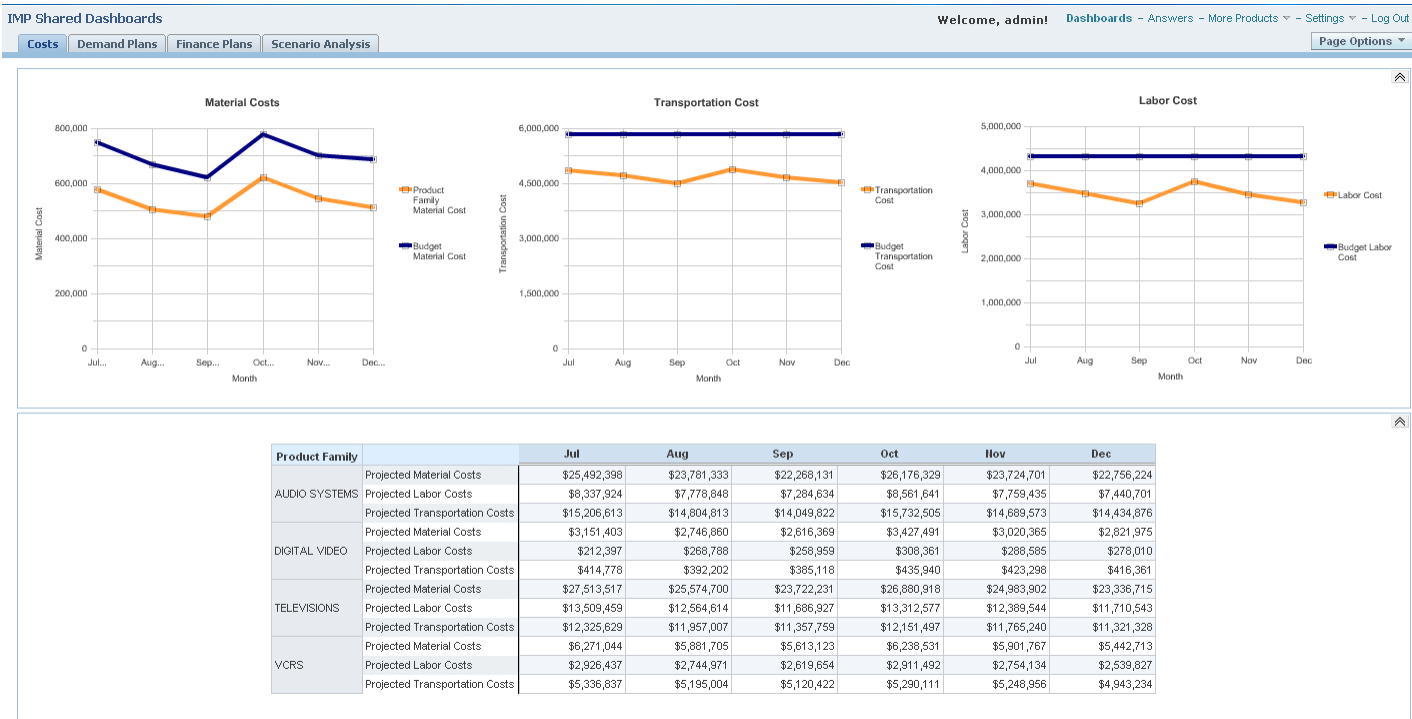 IMP Shared Dashboards
Welcome, admin! Dashboards - Answers - More Products - Settings - Log Out
Costs Demand Plans Finance Plans Scenario Analysis
Page Options
Material Costs
800,000
600,000
400,000
200,000
0
Material Cost
Jul... Aug... Sep... Oct... Nov... Dec...
Month
Product
Family
Material Cost
Budget
Material Cost
Transportation Cost
6,000,000
4,500,000
3,000,000
1,500,000
0
Transportation Cost
Jul Aug Sep Oct Nov Dec
Month
Transportation
Cost
Budget
Transportation
Cost
Labor Cost
5,000,000
4,000,000
3,000,000
2,000,000
1,000,000
0
Labor Cost
Jul Aug Sep Oct Nov Dec
Month
Labor Cost
Budget Labor
Cost
Product Family Jul Aug Sep Oct Nov Dec
Projected Material Costs $25,492,398 $23,781,333 $22,268,131 $26,176,329 $23,724,701 $22,756,224
AUDIO SYSTEMS Projected Labor Costs $8,337,924 $7,778,848 $7,284,634 $8,561,641 $7,759,435 $7,440,701
Projected Transportation Costs $15,206,613 $14,804,813 $14,049,822 $15,732,505 $14,689,573 $14,434,876
Projected Material Costs $3,151,403 $2,746,860 $2,616,369 $3,427,491 $3,020,365 $2,821,975
DIGITAL VIDEO Projected Labor Costs $212,397 $268,788 $258,959 $308,361 $288,585 $278,010
Projected Transportation Costs $414,778 $392,202 $385,118 $435,940 $423,298 $416,361
Projected Material Costs $27,513,517 $25,574,700 $23,722,231 $26,880,918 $24,983,902 $23,336,715
TELEVISIONS Projected Labor Costs $13,509,459 $12,564,614 $11,686,927 $13,312,577 $12,389,544 $11,710,543
Projected Transportation Costs $12,325,629 $11,957,007 $11,357,759 $12,151,497 $11,765,240 $11,321,328
Projected Material Costs $6,271,044 $5,881,705 $5,613,123 $6,238,531 $5,901,767 $5,442,713
VCRS Projected Labor Costs $2,926,437 $2,744,971 $2,619,654 $2,911,492 $2,754,134 $2,539,827
Projected Transportation Costs $5,336,837 $5,195,004 $5,120,422 $5,290,111 $5,248,956 $4,943,234